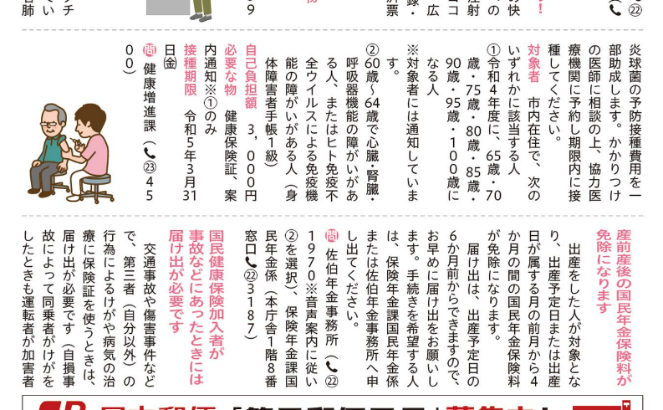 炎球菌の予防接種費用を一
部助成します。かかりつけ
の医師に相談の上、協力医
療機関に予約し期限内に接
種してください。
対象者　市内在住で、次の
いずれかに該当する人
①令和4年度に、65歳・70
歳・75歳・80歳・85歳・
90歳・95歳・100歳に
なる人
※対象者には通知していま
す。
②60歳～64歳で心臓・腎臓・
呼吸器機能の障がいがあ
る人、またはヒト免疫不
全ウイルスによる免疫機
能の障がいがある人（身
体障害者手帳1級）
自己負担額　3，000円
必要な物　健康保険証、案
内通知※①のみ
接種期限　令和5年3月31
日㊎
問　健康増進課（📞㉓45
00）
産前産後の国民年金保険料が
免除になります
出産をした人が対象とな
り、出産予定日または出産
日が属する月の前月から4
か月の間の国民年金保険料
が免除になります。
届け出は、出産予定日の
6か月前からできますので、
お早めに届け出をお願いし
ます。手続きを希望する人
は、保険年金課国民年金係
または佐伯年金事務所へ申
し出てください。
問　佐伯年金事務所（📞㉒
1970※音声案内に従い
②を選択）、保険年金課国
民年金係（本庁舎1階8番
窓口📞㉒3187）
国民健康保険加入者が
事故などにあったときには
届け出が必要です
交通事故や傷害事件など
で、第三者（自分以外）の
行為によるけがや病気の治
療に保険証を使うときは、
届け出が必要です（自損事
故によって同乗者がけがを
したときも運転者が加害者